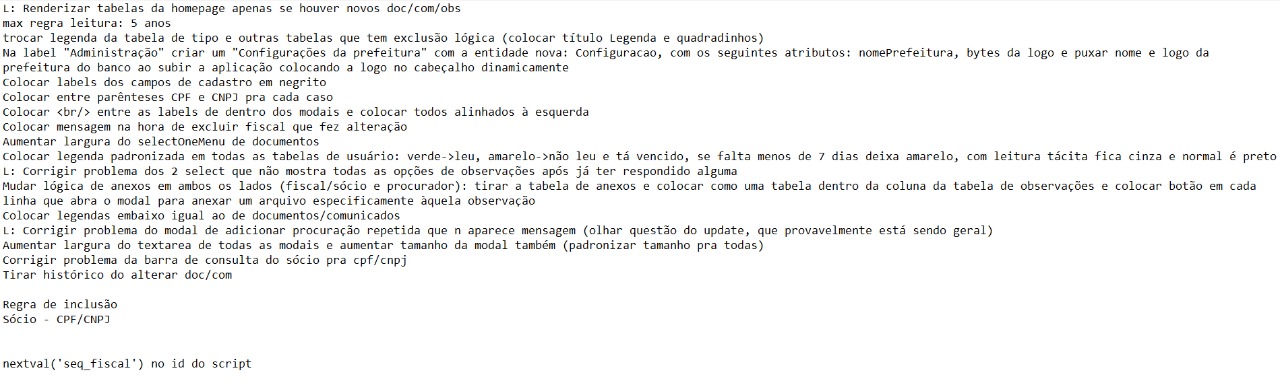 L: Renderizar tabelas da homepage apenas se houver novos doc/com/obs
max regra leitura: 5 anos
trocar legenda da tabela de tipo e outras tabelas que tem exclusão lógica (colocar título Legenda e quadradinhos)
Na label "Administração" criar um "Configurações da prefeitura" com a entidade nova: Configuracao, com os seguintes atributos: nomePrefeitura, bytes da logo e puxar nome e logo da
prefeitura do banco ao subir a aplicação colocando a logo no cabeçalho dinamicamente
Colocar labels dos campos de cadastro em negrito
Colocar entre parênteses CPF e CNPJ pra cada caso
Colocar <br/> entre as labels de dentro dos modais e colocar todos alinhados à esquerda
Colocar mensagem na hora de excluir fiscal que fez alteração
Aumentar largura do selectOneMenu de documentos
Colocar legenda padronizada em todas as tabelas de usuário: verde->leu, amarelo->não leu e tá vencido, se falta menos de 7 dias deixa amarelo, com leitura tácita fica cinza e normal é preto
L: Corrigir problema dos 2 select que não mostra todas as opções de observações após já ter respondido alguma
Mudar lógica de anexos em ambos os lados (fiscal/sócio e procurador): tirar a tabela de anexos e colocar como uma tabela dentro da coluna da tabela de observações e colocar botão em cada
linha que abra o modal para anexar um arquivo especificamente àquela observação
Colocar legendas embaixo igual ao de documentos/comunicados
L: Corrigir problema do modal de adicionar procuração repetida que n aparece mensagem (olhar questão do update, que provavelmente está sendo geral)
Aumentar largura do textarea de todas as modais e aumentar tamanho da modal também (padronizar tamanho pra todas)
Corrigir problema da barra de consulta do sócio pra cpf/cnpj
Tirar histórico do alterar doc/com
Regra de inclusão
Sócio - CPF/CNPJ
nextval('seq_fiscal') no id do script